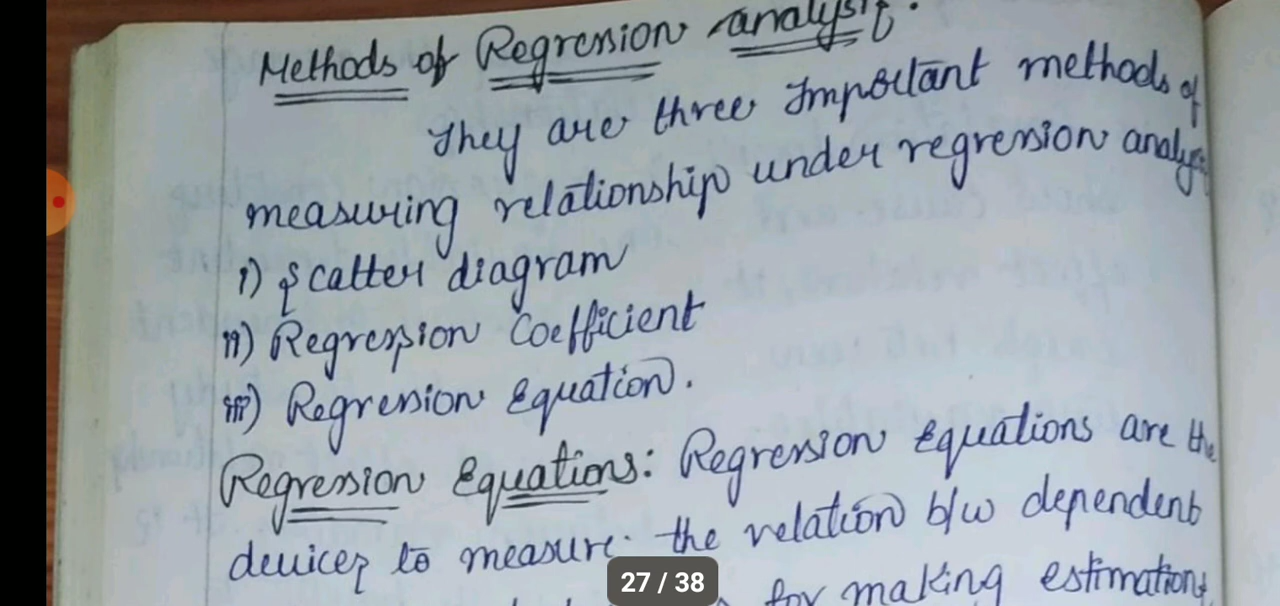 Methods of Regression analysis.
They are three Important methods of
measuring relationship under regression analysis
i) Scatter diagram
ii) Regression Coefficient
iii) Regression Equation.
Regression Equations: Regression Equations are the
devices to measure the relation b/w dependent
for making estimations
27 / 38